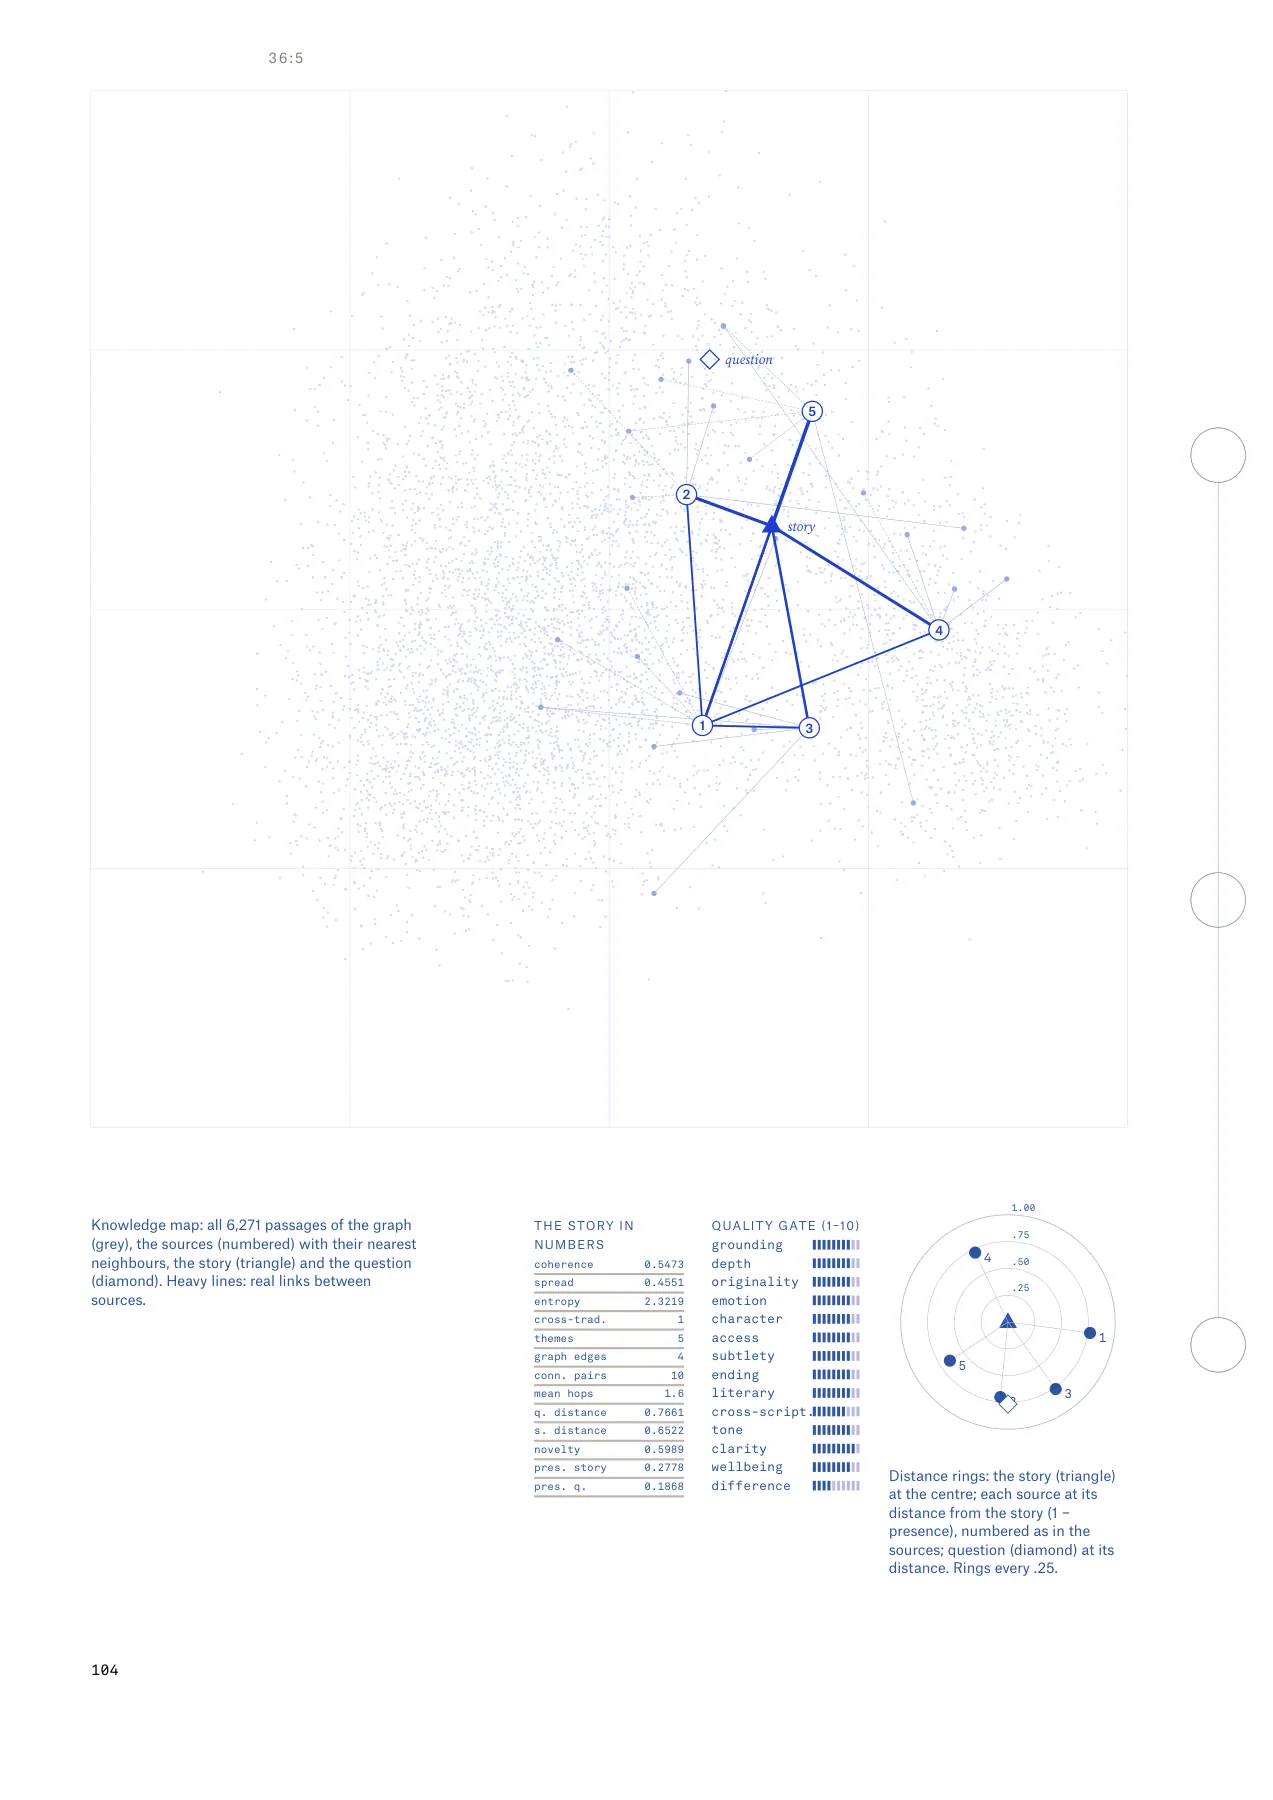 36:5
question
5
2
story
4
1
3
Knowledge map: all 6,271 passages of the graph
(grey), the sources (numbered) with their nearest
neighbours, the story (triangle) and the question
(diamond). Heavy lines: real links between
sources.
THE STORY IN
NUMBERS
coherence 0.5473
spread 0.4551
entropy 2.3219
cross-trad. 1
themes 5
graph edges 4
conn. pairs 10
mean hops 1.6
q. distance 0.7661
s. distance 0.6522
novelty 0.5989
pres. story 0.2778
pres. q. 0.1868
QUALITY GATE (1–10)
grounding
depth
originality
emotion
character
access
subtlety
ending
literary
cross-script.
tone
clarity
wellbeing
difference
1.00
.75
.50
.25
4
1
5
3
Distance rings: the story (triangle)
at the centre; each source at its
distance from the story (1 –
presence), numbered as in the
sources; question (diamond) at its
distance. Rings every .25.
104